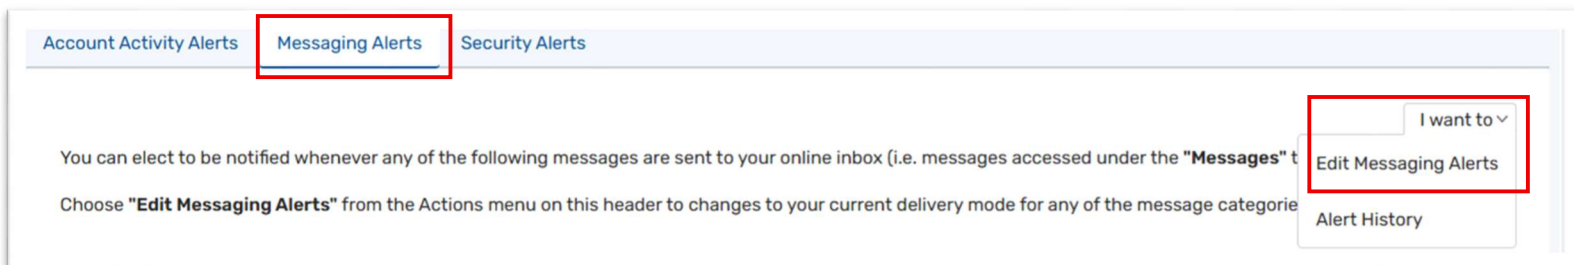 Account Activity Alerts Messaging Alerts Security Alerts
I want to
You can elect to be notified whenever any of the following messages are sent to your online inbox (i.e. messages accessed under the "Messages"
Edit Messaging Alerts
Choose "Edit Messaging Alerts" from the Actions menu on this header to changes to your current delivery mode for any of the message
Alert History